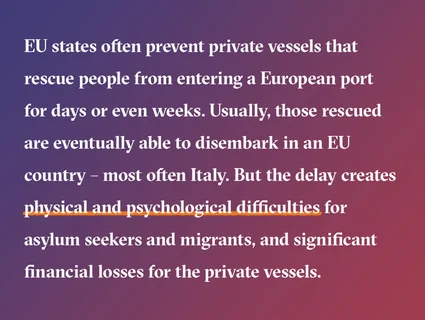 EU states often prevent private vessels that
rescue people from entering a European port
for days or even weeks. Usually, those rescued
are eventually able to disembark in an EU
country – most often Italy. But the delay creates
physical and psychological difficulties for
asylum seekers and migrants, and significant
financial losses for the private vessels.